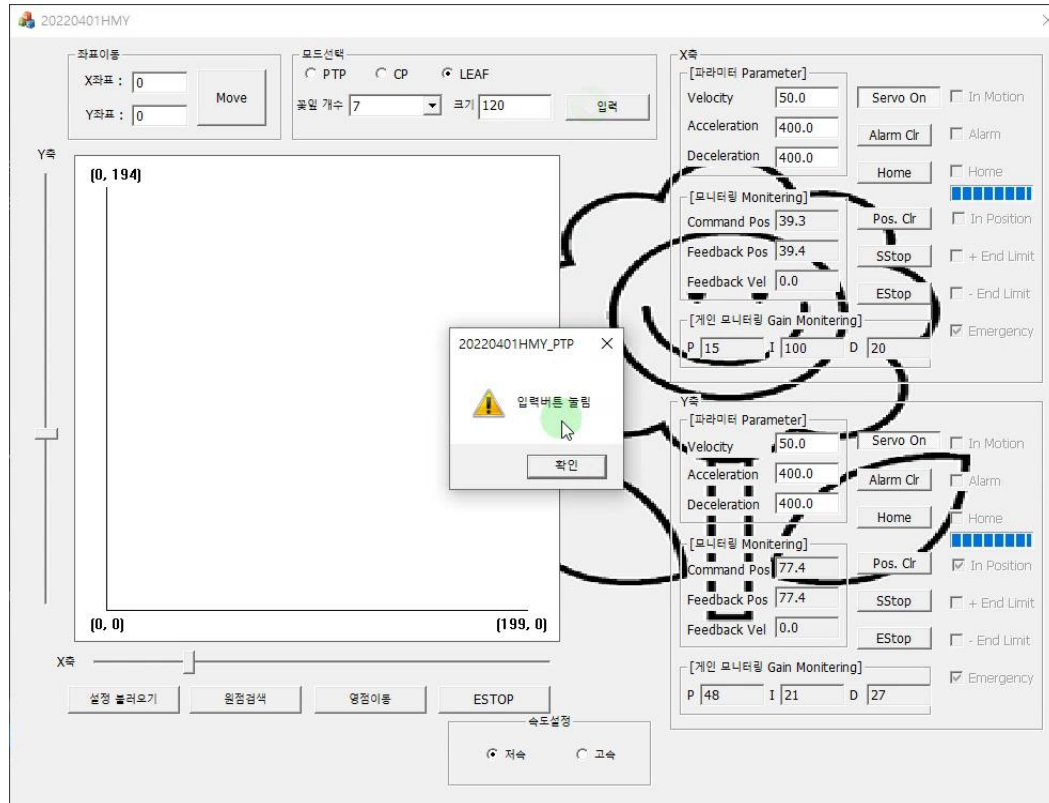 20220401HMY
좌표이동
X좌표 : 0
Y좌표 : 0
Move
모드선택
PTP CP LEAF
꽃잎 개수 7 크기 120 입력
Y축
(0, 194)
(0, 0) (199, 0)
X축
설정 불러오기 원점검색 영점이동 ESTOP
속도설정
저속 고속
20220401HMY_PTP
입력버튼 눌림
확인
X축
[파라미터 Parameter]
Velocity 50.0 Servo On In Motion
Acceleration 400.0 Alarm Clr Alarm
Deceleration 400.0 Home Home
[모니터링 Monitering]
Command Pos 39.3 Pos. Clr In Position
Feedback Pos 39.4 SStop + End Limit
Feedback Vel 0.0 EStop - End Limit
[게인 모니터링 Gain Monitering] Emergency
P 15 I 100 D 20
Y축
[파라미터 Parameter]
Velocity 50.0 Servo On In Motion
Acceleration 400.0 Alarm Clr Alarm
Deceleration 400.0 Home Home
[모니터링 Monitering]
Command Pos 77.4 Pos. Clr In Position
Feedback Pos 77.4 SStop + End Limit
Feedback Vel 0.0 EStop - End Limit
[게인 모니터링 Gain Monitering] Emergency
P 48 I 21 D 27